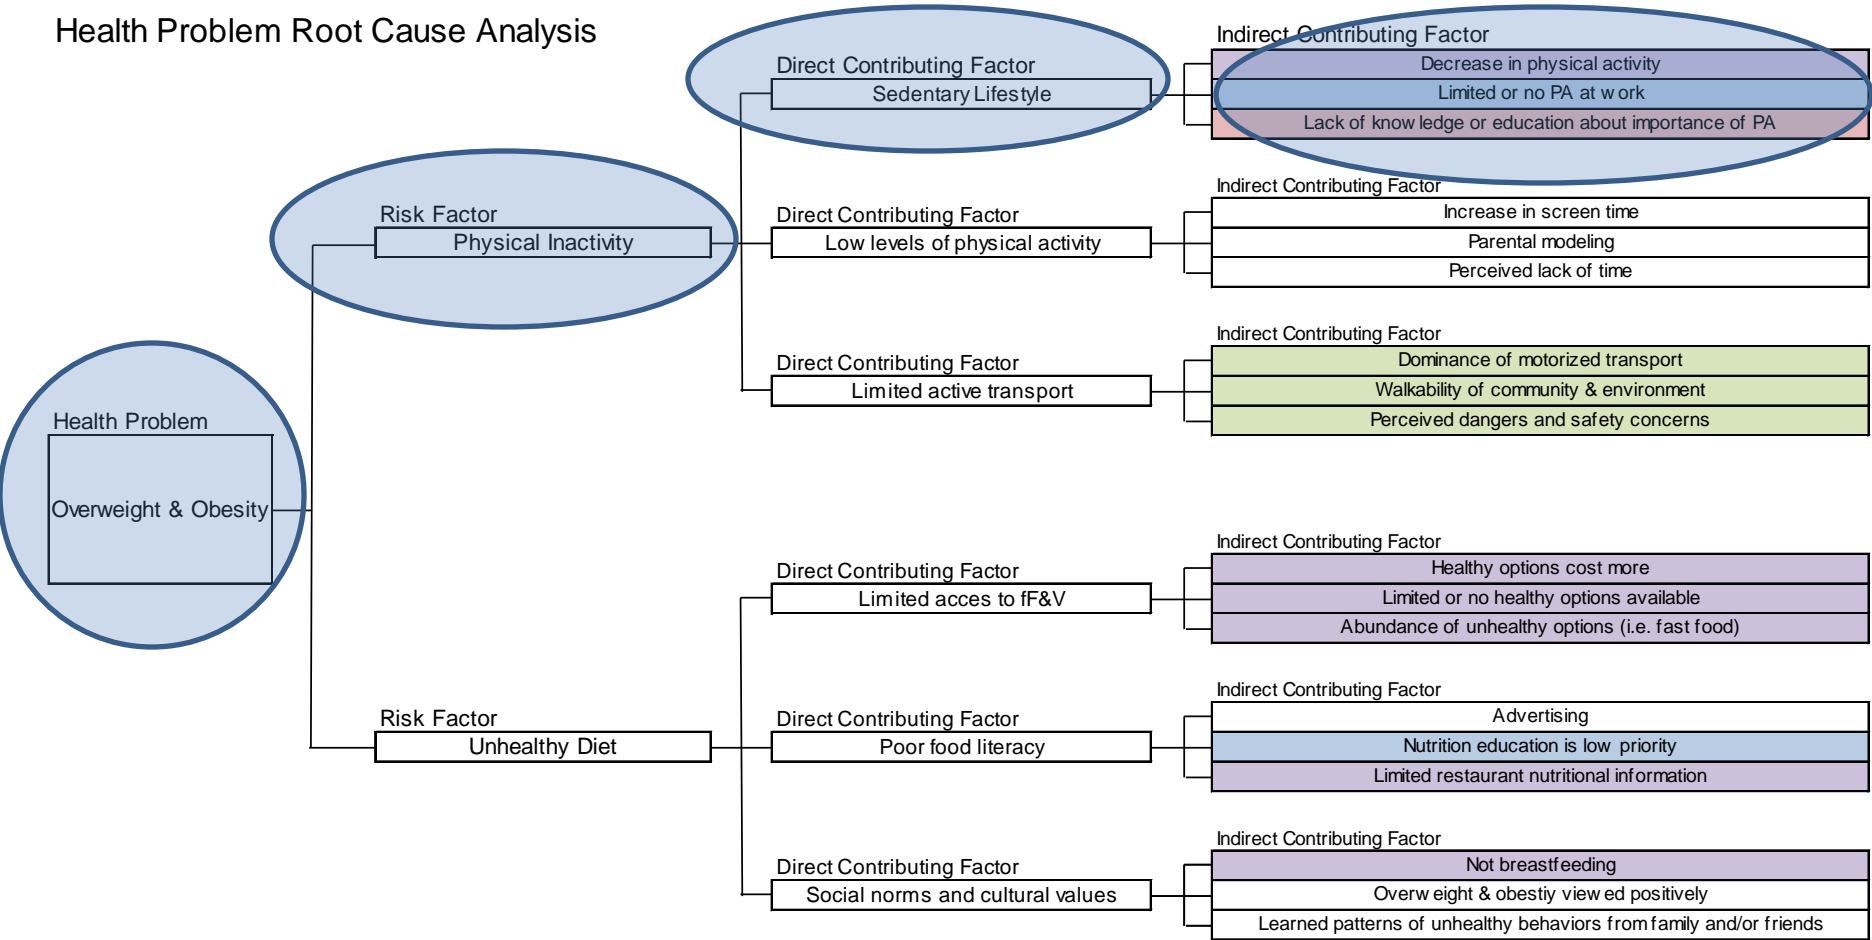 Health Problem Root Cause Analysis
Health Problem
Overweight & Obesity
Risk Factor
Physical Inactivity
Direct Contributing Factor
Sedentary Lifestyle
Indirect Contributing Factor
Decrease in physical activity
Limited or no PA at work
Lack of knowledge or education about importance of PA
Direct Contributing Factor
Low levels of physical activity
Indirect Contributing Factor
Increase in screen time
Parental modeling
Perceived lack of time
Direct Contributing Factor
Limited active transport
Indirect Contributing Factor
Dominance of motorized transport
Walkability of community & environment
Perceived dangers and safety concerns
Risk Factor
Unhealthy Diet
Direct Contributing Factor
Limited acces to fF&V
Indirect Contributing Factor
Healthy options cost more
Limited or no healthy options available
Abundance of unhealthy options (i.e. fast food)
Direct Contributing Factor
Poor food literacy
Indirect Contributing Factor
Advertising
Nutrition education is low priority
Limited restaurant nutritional information
Direct Contributing Factor
Social norms and cultural values
Indirect Contributing Factor
Not breastfeeding
Overweight & obestiy viewed positively
Learned patterns of unhealthy behaviors from family and/or friends